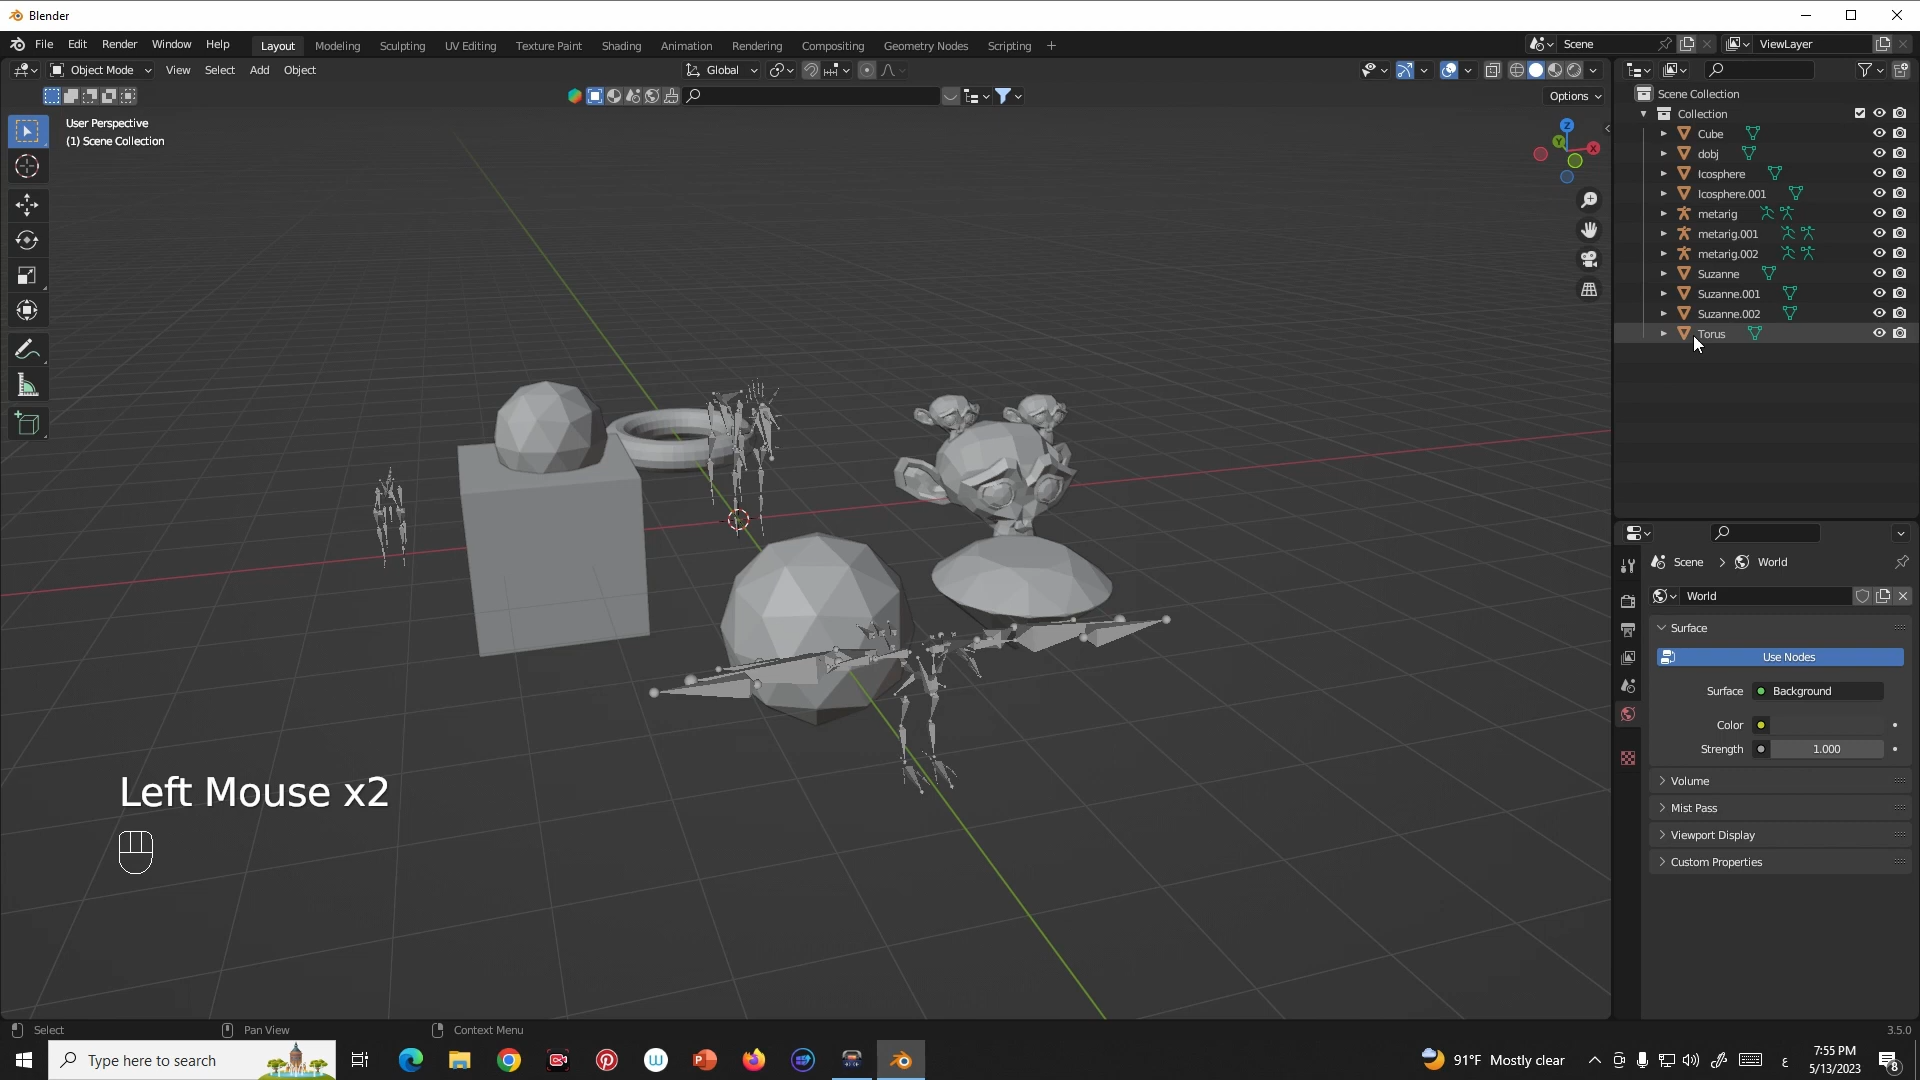 Blender
File Edit Render Window Help Layout Modeling Sculpting UV Editing Texture Paint Shading Animation Rendering Compositing Geometry Nodes Scripting + Scene ViewLayer
Object Mode View Select Add Object Global
Options
User Perspective
(1) Scene Collection
Z
Y
X
Scene Collection
Collection
Cube
dobj
Icosphere
Icosphere.001
metarig
metarig.001
metarig.002
Suzanne
Suzanne.001
Suzanne.002
Torus
Scene > World
World
Surface
Use Nodes
Surface Background
Color
Strength 1.000
Volume
Mist Pass
Viewport Display
Custom Properties
Left Mouse x2
Select Pan View Context Menu 3.5.0
Type here to search
91°F Mostly clear
ع
7:55 PM
5/13/2023
8